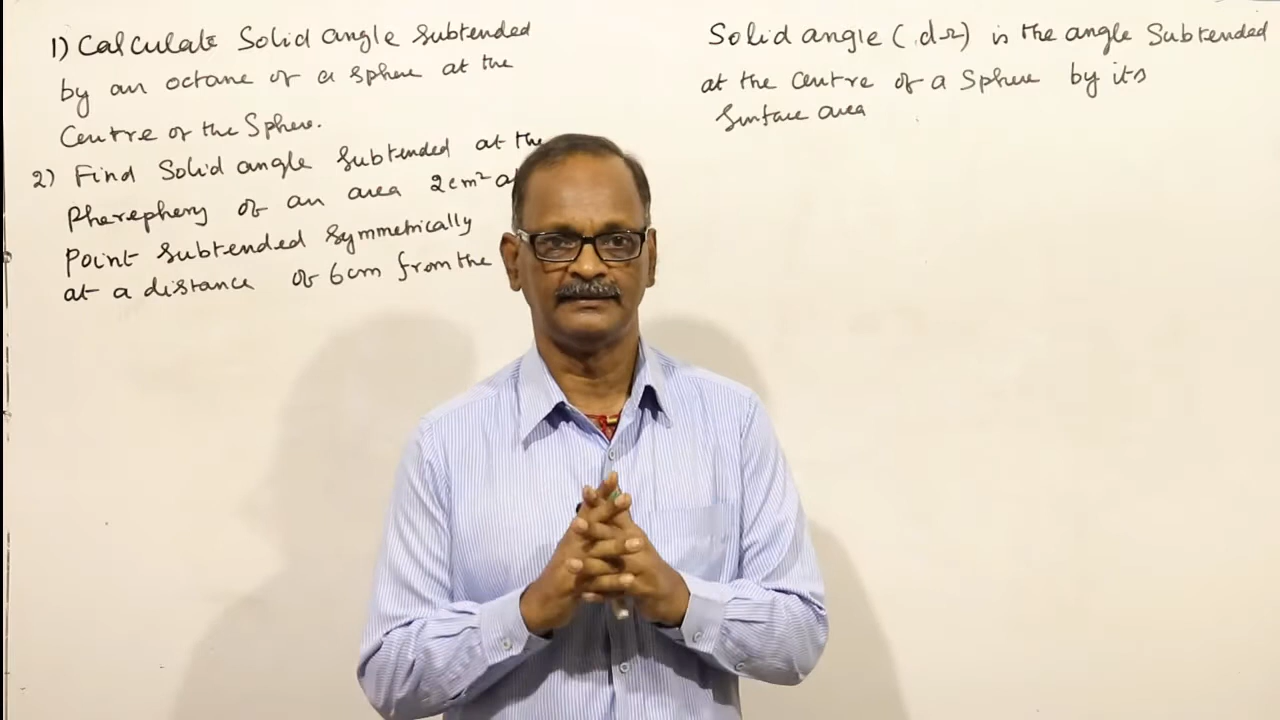 1) Calculate Solid angle Subtended
by an octane of a sphere at the
Centre of the Sphere.
2) Find Solid angle Subtended at the
Pherephery of an area 2cm²
Point Subtended Symmetrically
at a distance of 6cm from the
Solid angle (dΩ) is the angle Subtended
at the Centre of a Sphere by its
Surface area